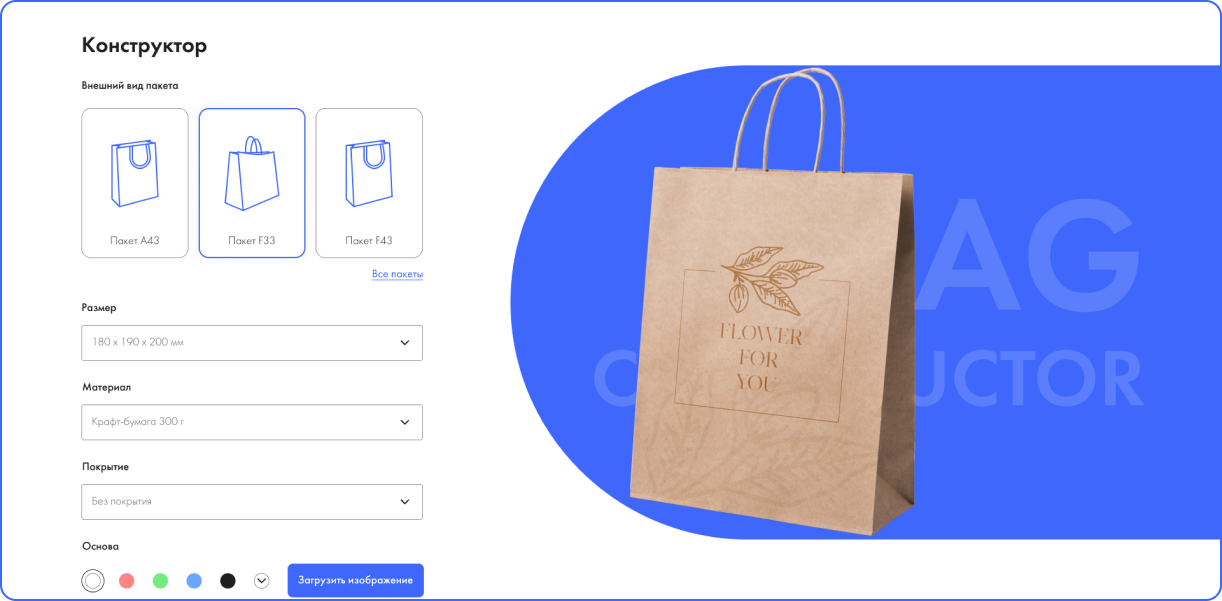 Конструктор
Внешний вид пакета
Пакет А43
Пакет F33
Пакет F43
Все пакеты
Размер
180 х 190 х 200 мм
Материал
Крафт-бумага 300 г
Покрытие
Без покрытия
Основа
Загрузить изображение
AG
C UCTOR
FLOWER
FOR
YOU